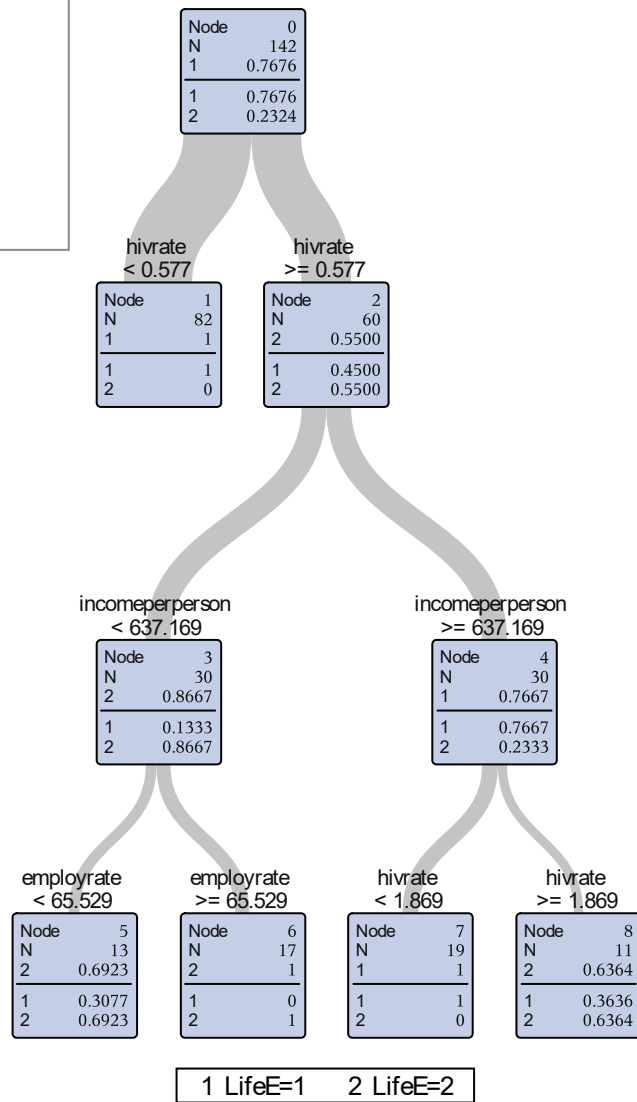 Node 0
N 142
1 0.7676
1 0.7676
2 0.2324
hivrate
< 0.577
hivrate
>= 0.577
Node 1
N 82
1 1
1 1
2 0
Node 2
N 60
2 0.5500
1 0.4500
2 0.5500
incomeperperson
< 637.169
incomeperperson
>= 637.169
Node 3
N 30
2 0.8667
1 0.1333
2 0.8667
Node 4
N 30
1 0.7667
1 0.7667
2 0.2333
employrate
< 65.529
employrate
>= 65.529
hivrate
< 1.869
hivrate
>= 1.869
Node 5
N 13
2 0.6923
1 0.3077
2 0.6923
Node 6
N 17
2 1
1 0
2 1
Node 7
N 19
1 1
1 1
2 0
Node 8
N 11
2 0.6364
1 0.3636
2 0.6364
1 LifeE=1 2 LifeE=2